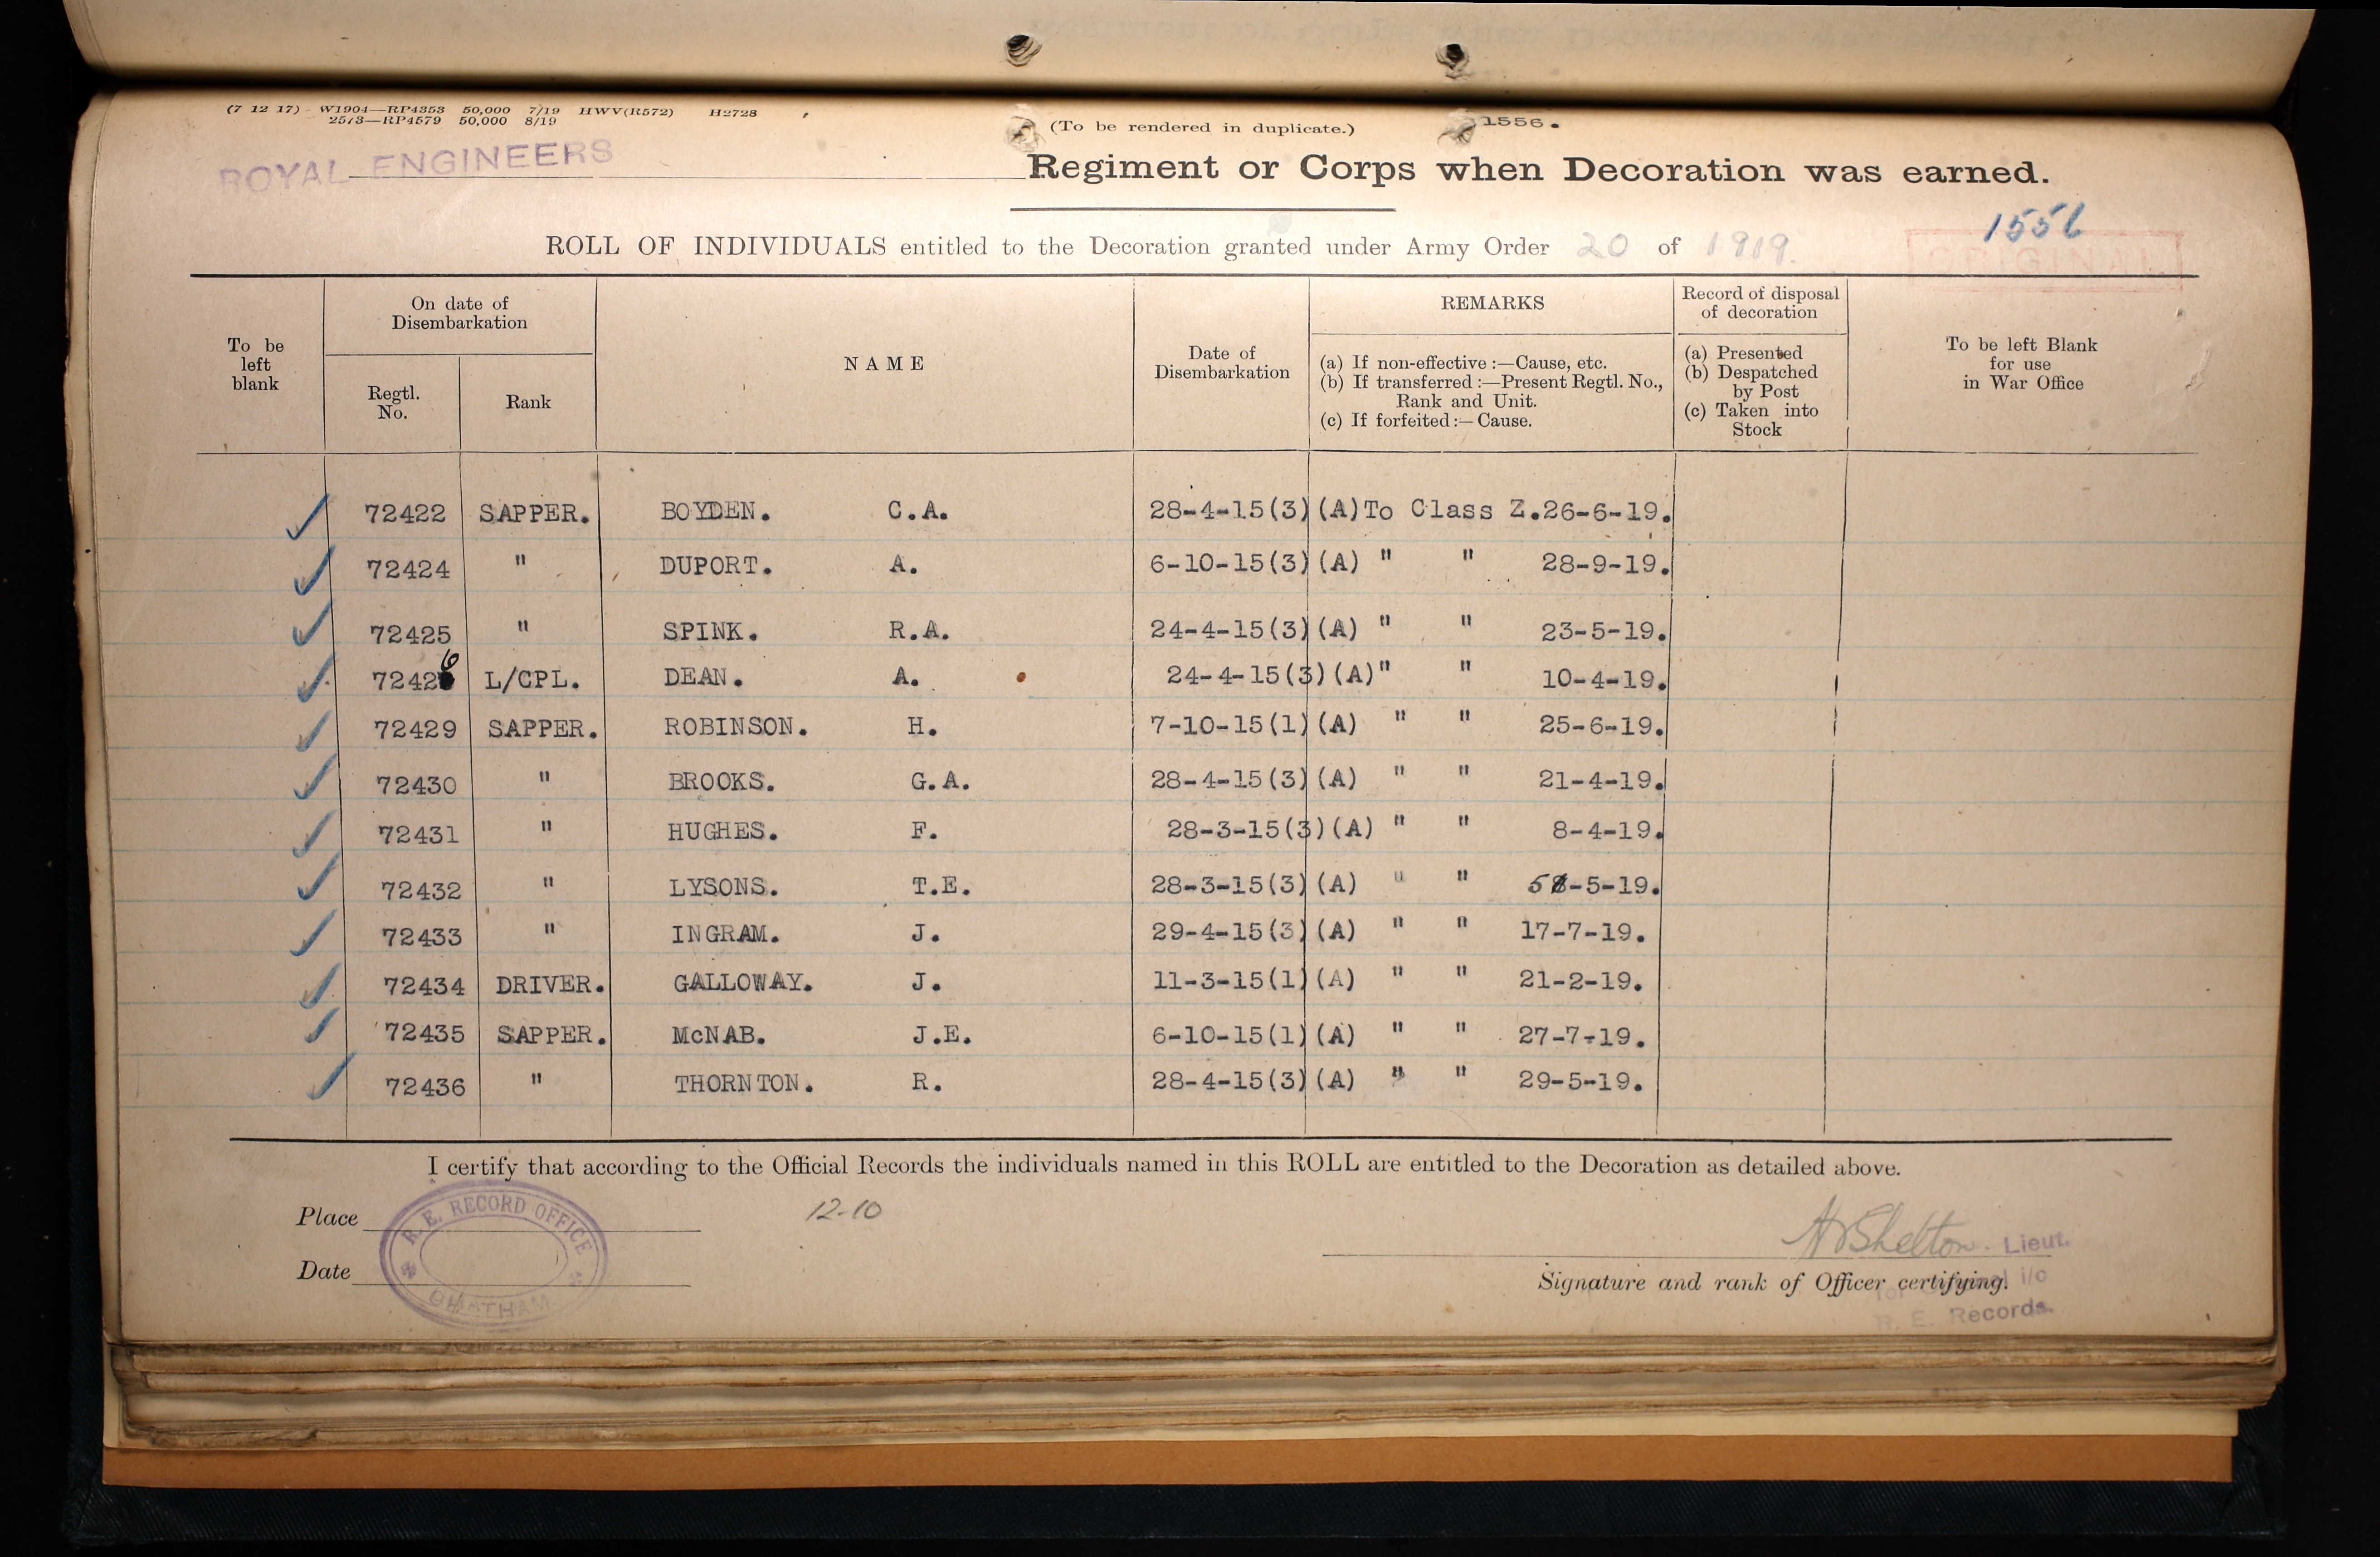 (7 12 17) W1904—RP4353 50,000 7/19 HWV(R572) H2728
2573—RP4579 50,000 8/19
(To be rendered in duplicate.) 1556.
ROYAL ENGINEERS Regiment or Corps when Decoration was earned.
1556
ROLL OF INDIVIDUALS entitled to the Decoration granted under Army Order 20 of 1919.
ORIGINAL
To be left blank
On date of Disembarkation
Regtl. No.
Rank
NAME
Date of Disembarkation
REMARKS
(a) If non-effective :—Cause, etc.
(b) If transferred :—Present Regtl. No., Rank and Unit.
(c) If forfeited :—Cause.
Record of disposal of decoration
(a) Presented
(b) Despatched by Post
(c) Taken into Stock
To be left Blank for use in War Office
72422 SAPPER. BOYDEN. C.A. 28-4-15(3) (A)To Class Z.26-6-19.
72424 " DUPORT. A. 6-10-15(3) (A) " " 28-9-19.
72425 " SPINK. R.A. 24-4-15(3) (A) " " 23-5-19.
72426 L/CPL. DEAN. A. 24-4-15(3) (A)" " 10-4-19.
72429 SAPPER. ROBINSON. H. 7-10-15(1) (A) " " 25-6-19.
72430 " BROOKS. G.A. 28-4-15(3) (A) " " 21-4-19.
72431 " HUGHES. F. 28-3-15(3) (A) " " 8-4-19.
72432 " LYSONS. T.E. 28-3-15(3) (A) " " -5-19.
72433 " INGRAM. J. 29-4-15(3) (A) " " 17-7-19.
72434 DRIVER. GALLOWAY. J. 11-3-15(1) (A) " " 21-2-19.
72435 SAPPER. McNAB. J.E. 6-10-15(1) (A) " " 27-7-19.
72436 " THORNTON. R. 28-4-15(3) (A) " " 29-5-19.
I certify that according to the Official Records the individuals named in this ROLL are entitled to the Decoration as detailed above.
Place
12-10
R. E. RECORD OFFICE
CHATHAM
Shelton. Lieut.
Date
Signature and rank of Officer certifying.
for i/c
R. E. Records.